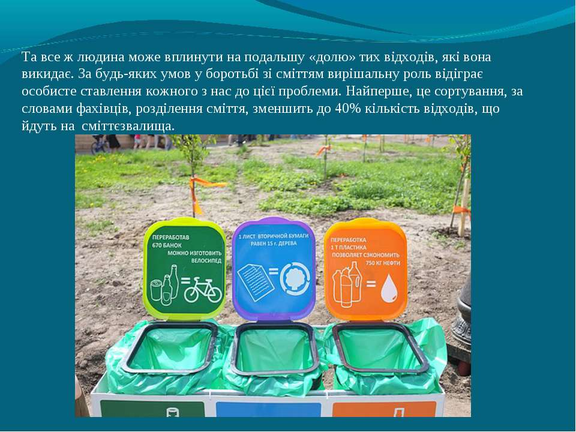 Та все ж людина може вплинути на подальшу «долю» тих відходів, які вона
викидає. За будь-яких умов у боротьбі зі сміттям вирішальну роль відіграє
особисте ставлення кожного з нас до цієї проблеми. Найперше, це сортування, за
словами фахівців, розділення сміття, зменшить до 40% кількість відходів, що
йдуть на сміттєзвалища.
ПЕРЕРАБОТАВ
670 БАНОК
МОЖНО ИЗГОТОВИТЬ
ВЕЛОСИПЕД
=
1 ЛИСТ ВТОРИЧНОЙ БУМАГИ
РАВЕН 15 г. ДЕРЕВА
=
ПЕРЕРАБОТКА
1 Т ПЛАСТИКА
ПОЗВОЛЯЕТ СЭКОНОМИТЬ
750 КГ НЕФТИ
=